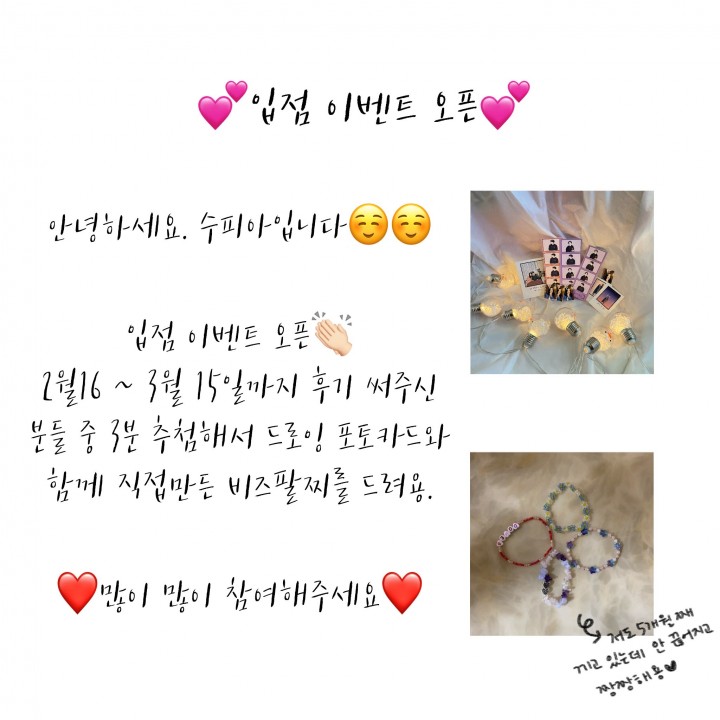 💕입점 이벤트 오픈💕
안녕하세요. 수피아입니다☺️☺️
입점 이벤트 오픈👏🏻
2월16 ~ 3월 15일까지 후기 써주신
분들 중 3분 추첨해서 드로잉 포토카드와
함께 직접만든 비즈팔찌를 드려용.
❤️많이 많이 참여해주세요❤️
저도 5개월째
끼고 있는데 안 끊어지고
짱짱해용♥